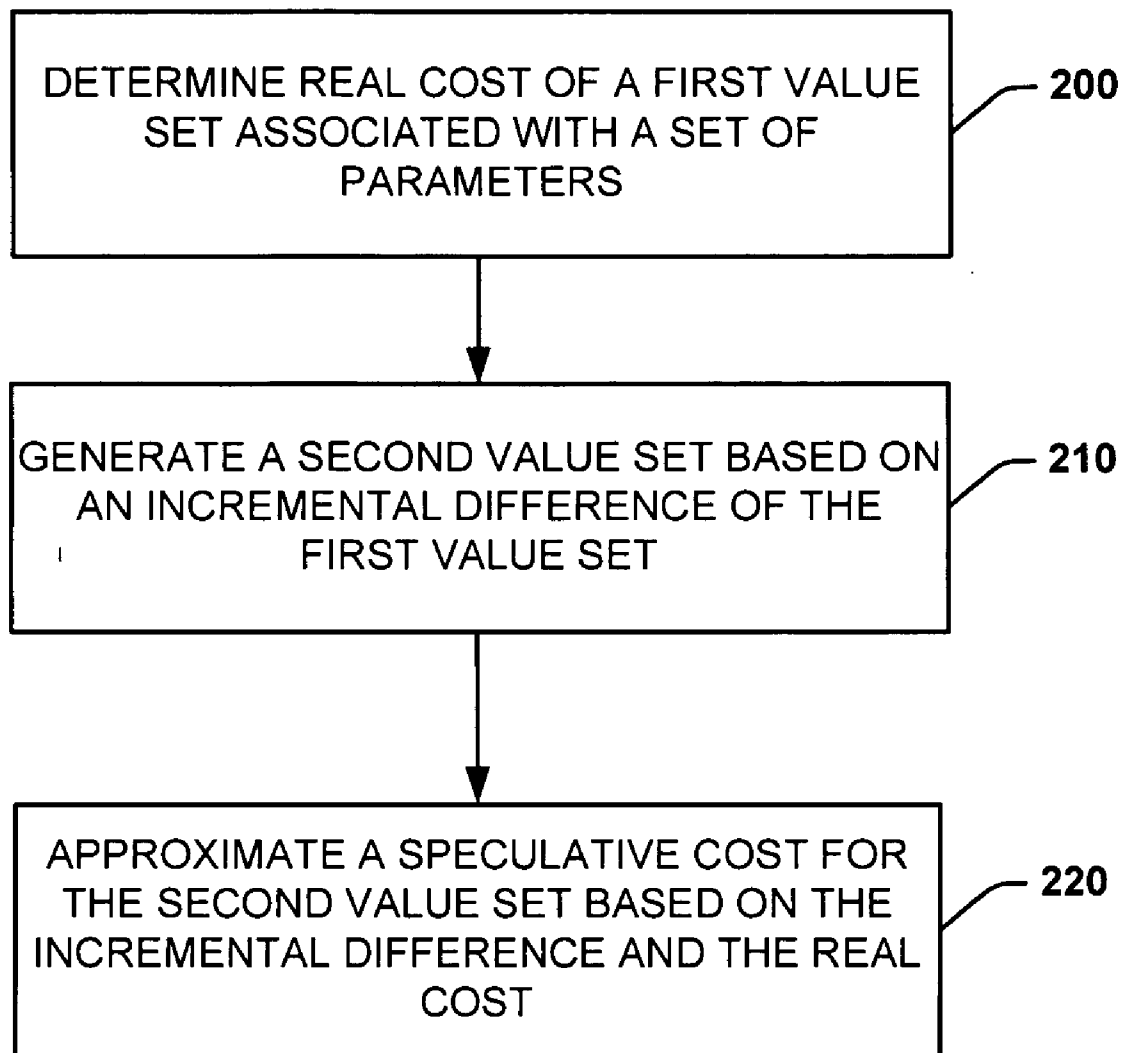 DETERMINE REAL COST OF A FIRST VALUE
SET ASSOCIATED WITH A SET OF
PARAMETERS
200
GENERATE A SECOND VALUE SET BASED ON
AN INCREMENTAL DIFFERENCE OF THE
FIRST VALUE SET
210
APPROXIMATE A SPECULATIVE COST FOR
THE SECOND VALUE SET BASED ON THE
INCREMENTAL DIFFERENCE AND THE REAL
COST
220